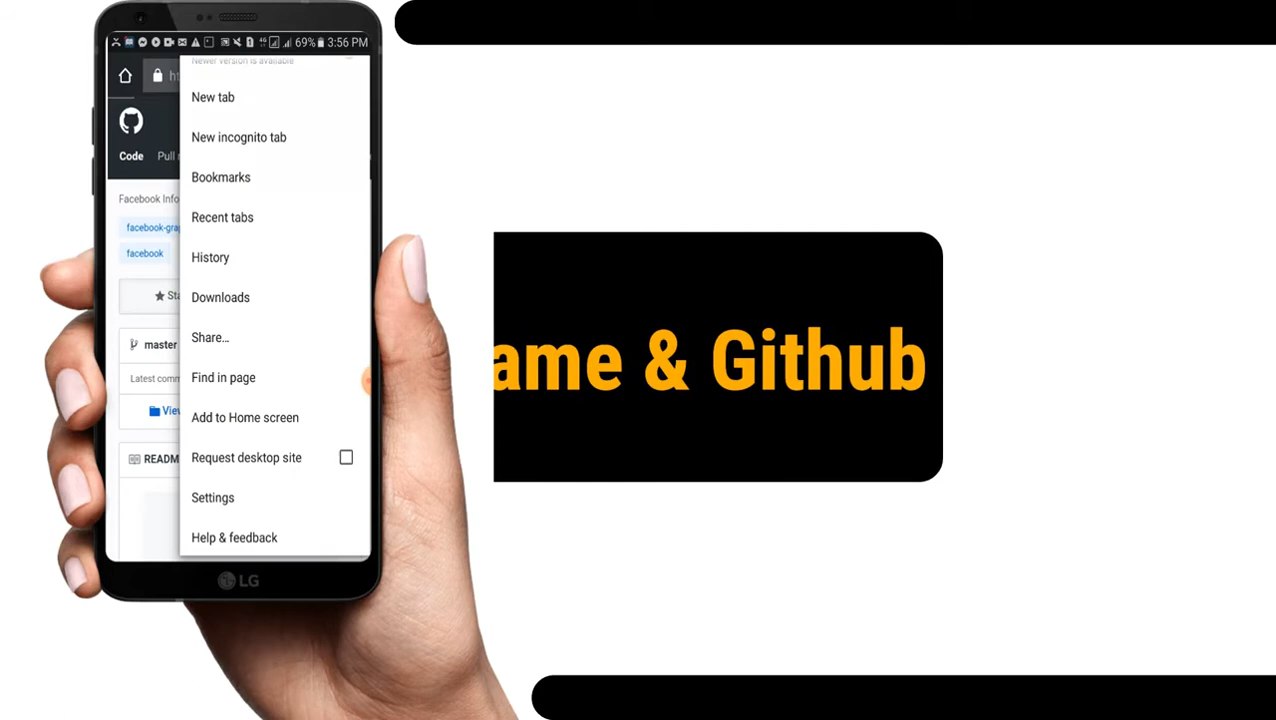 69% 3:56 PM
Newer version is available
New tab
New incognito tab
Code Pull
Bookmarks
Facebook Info
Recent tabs
facebook-gra
facebook
History
Downloads
Sta
Share...
master
Find in page
Latest comm
Add to Home screen
View
Request desktop site
README
Settings
Help & feedback
LG
ame & Github